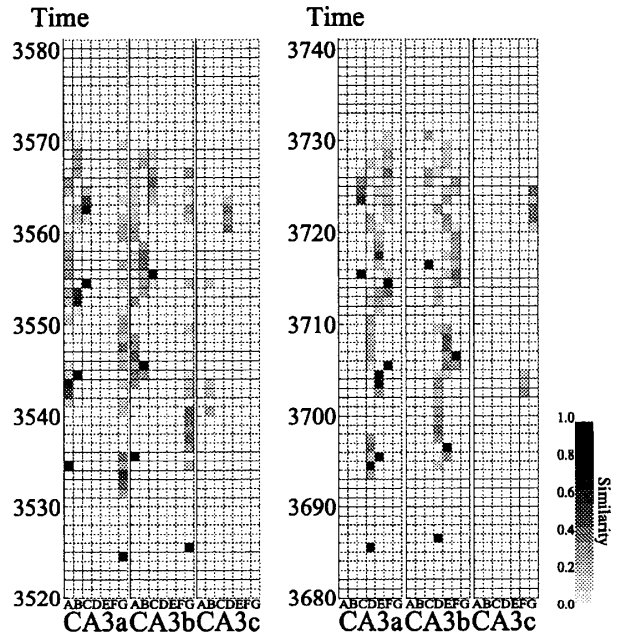 Time
3580
3570
3560
3550
3540
3530
3520
ABCDEFG ABCDEFG ABCDEFG
CA3a CA3b CA3c
Time
3740
3730
3720
3710
3700
3690
3680
ABCDEFG ABCDEFG ABCDEFG
CA3a CA3b CA3c
1.0
0.8
0.6
0.4
0.2
0.0
Similarity